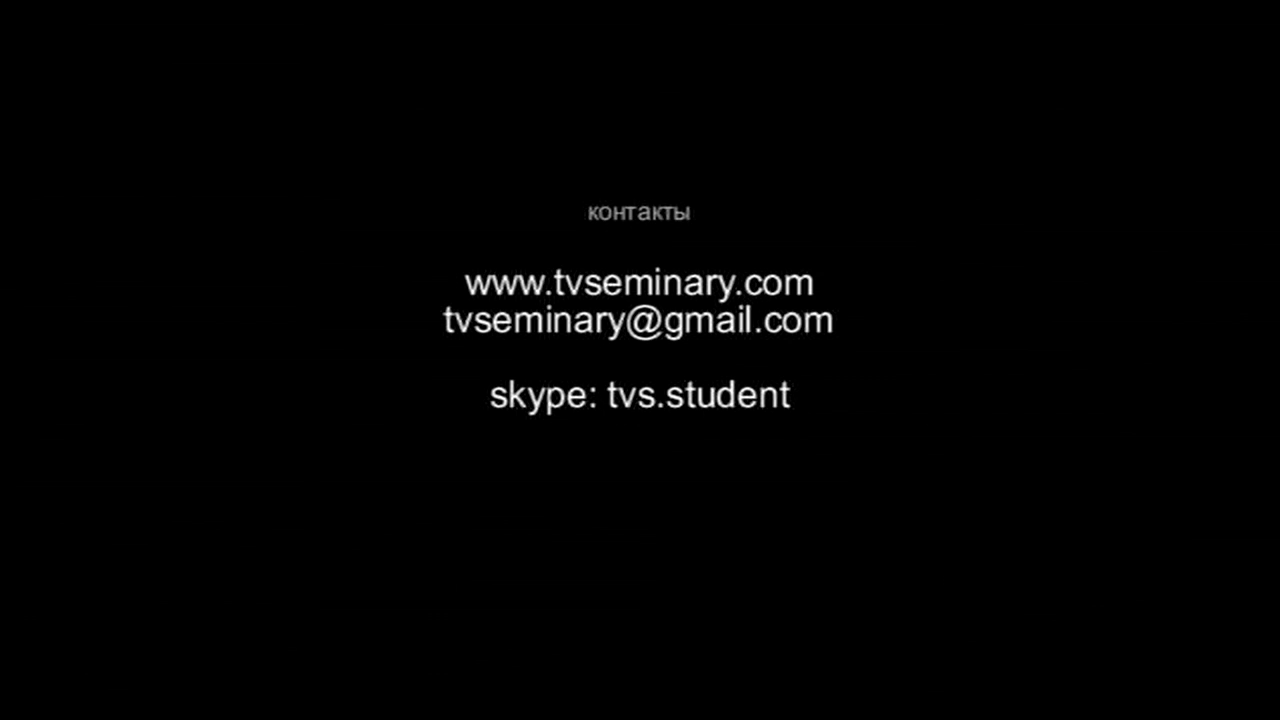 контакты
www.tvseminary.com
tvseminary@gmail.com
skype: tvs.student